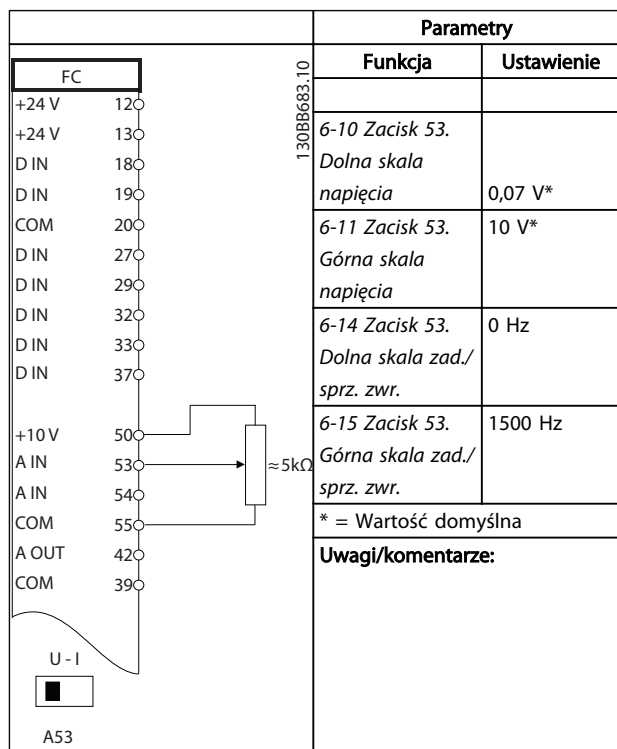 Parametry
Funkcja Ustawienie
FC
130BB683.10
+24 V 12
+24 V 13
D IN 18
D IN 19
COM 20
D IN 27
D IN 29
D IN 32
D IN 33
D IN 37
+10 V 50
A IN 53
A IN 54
COM 55
A OUT 42
COM 39
≈5kΩ
U - I
A53
6-10 Zacisk 53.
Dolna skala
napięcia 0,07 V*
6-11 Zacisk 53. 10 V*
Górna skala
napięcia
6-14 Zacisk 53. 0 Hz
Dolna skala zad./
sprz. zwr.
6-15 Zacisk 53. 1500 Hz
Górna skala zad./
sprz. zwr.
* = Wartość domyślna
Uwagi/komentarze: